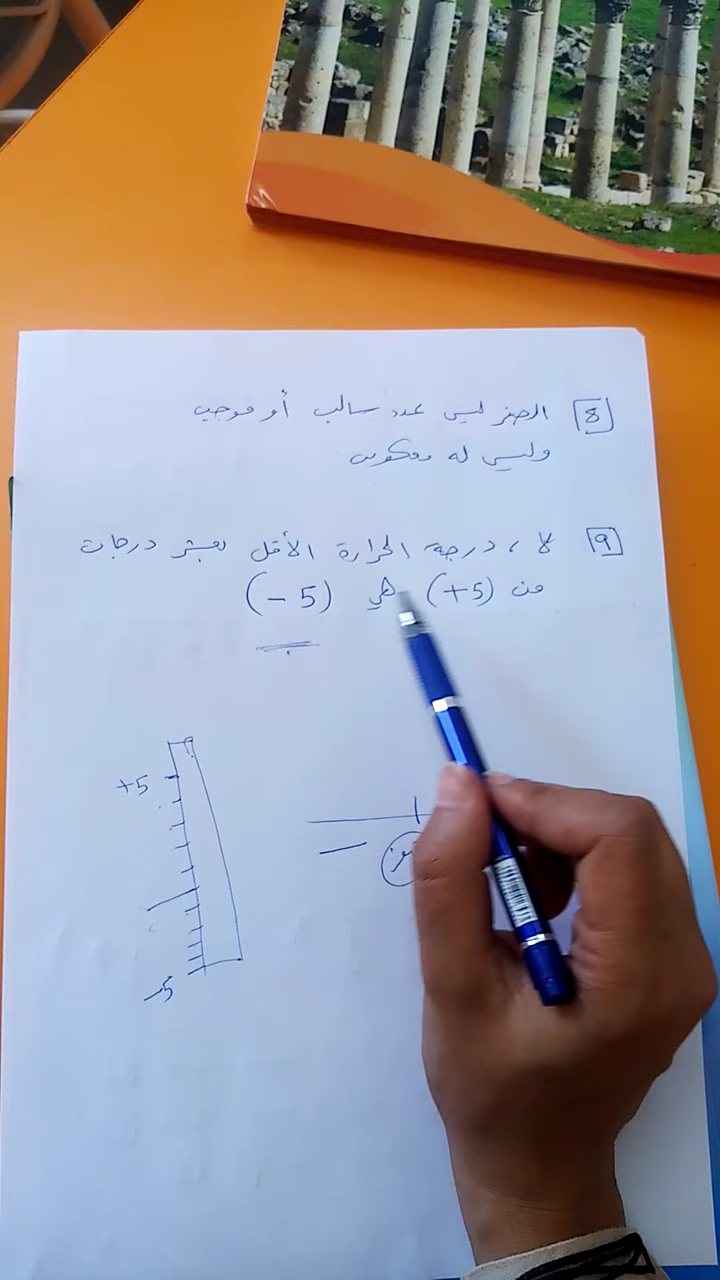 8 الصفر ليس عدد سالب أو موجب
وليس له معكوس
9 لا ، درجة الحرارة الأقل بعشر درجات
من (+5) هي (-5)
+5
-5